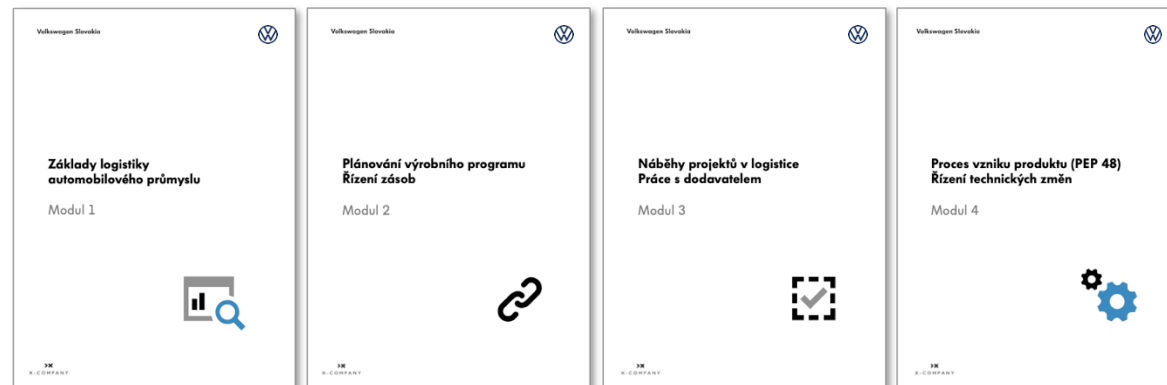 Volkswagen Slovakia
Základy logistiky
automobilového průmyslu
Modul 1
K-COMPANY
Volkswagen Slovakia
Plánování výrobního programu
Řízení zásob
Modul 2
K-COMPANY
Volkswagen Slovakia
Náběhy projektů v logistice
Práce s dodavatelem
Modul 3
K-COMPANY
Volkswagen Slovakia
Proces vzniku produktu (PEP 48)
Řízení technických změn
Modul 4
K-COMPANY